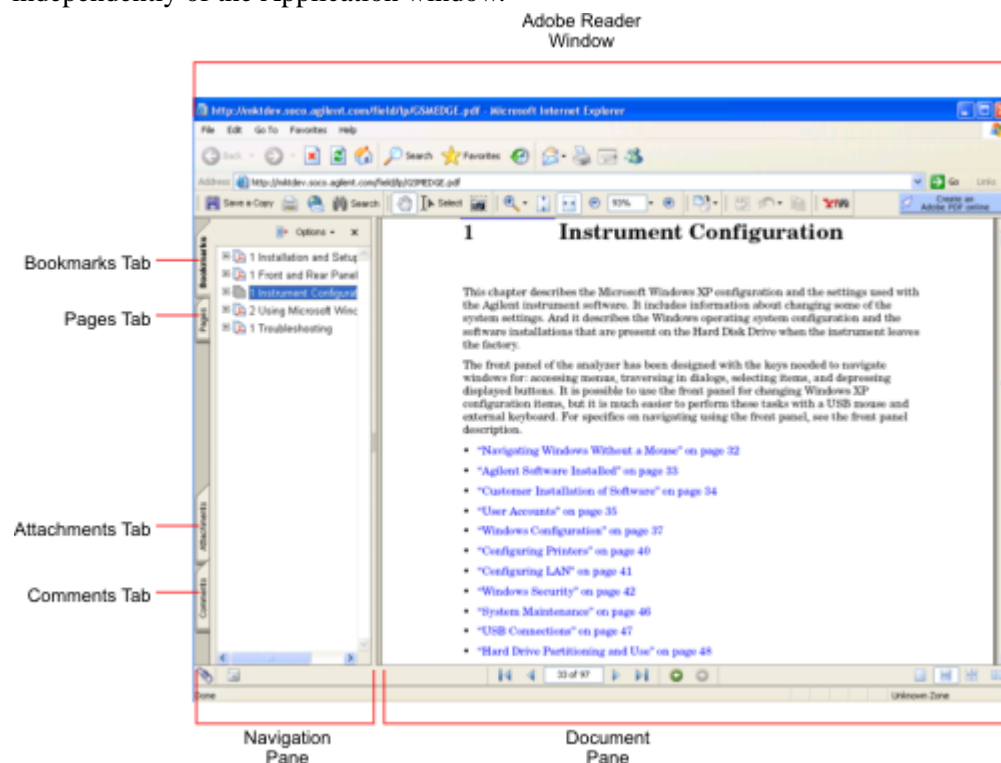 independently of the Application window.
Adobe Reader
Window
http://mktdev.soco.agilent.com/field/lp/GSMEDGE.pdf - Microsoft Internet Explorer
File Edit Go To Favorites Help
Back Search Favorites
Address http://mktdev.soco.agilent.com/field/lp/GSMEDGE.pdf Go Links
Save a Copy Search Select 93% Create an
Adobe PDF online
Options x
Bookmarks Tab
Pages Tab
Attachments Tab
Comments Tab
Bookmarks
Pages
Attachments
Comments
1 Installation and Setup
1 Front and Rear Panel
1 Instrument Configurat
2 Using Microsoft Winc
1 Troubleshooting
1 Instrument Configuration
This chapter describes the Microsoft Windows XP configuration and the settings used with
the Agilent instrument software. It includes information about changing some of the
system settings. And it describes the Windows operating system configuration and the
software installations that are present on the Hard Disk Drive when the instrument leaves
the factory.
The front panel of the analyzer has been designed with the keys needed to navigate
windows for: accessing menus, traversing in dialogs, selecting items, and depressing
displayed buttons. It is possible to use the front panel for changing Windows XP
configuration items, but it is much easier to perform these tasks with a USB mouse and
external keyboard. For specifics on navigating using the front panel, see the front panel
description.
• "Navigating Windows Without a Mouse" on page 32
• "Agilent Software Installed" on page 33
• "Customer Installation of Software" on page 34
• "User Accounts" on page 35
• "Windows Configuration" on page 37
• "Configuring Printers" on page 40
• "Configuring LAN" on page 41
• "Windows Security" on page 42
• "System Maintenance" on page 46
• "USB Connections" on page 47
• "Hard Drive Partitioning and Use" on page 48
33 of 97
Done Unknown Zone
Navigation
Pane
Document
Pane